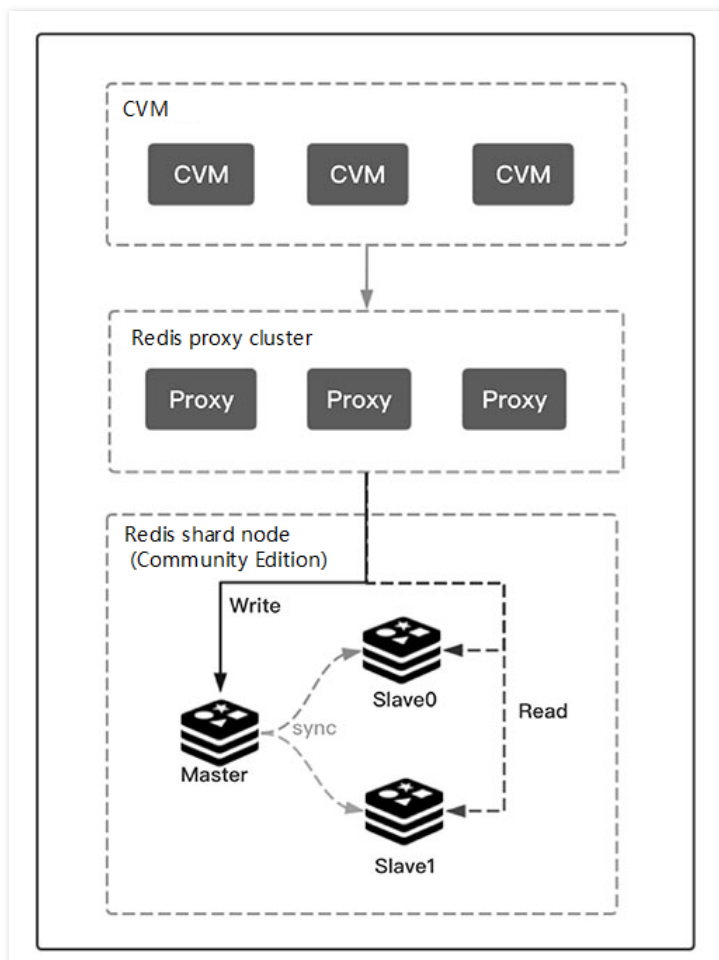 CVM
CVM
CVM
CVM
Redis proxy cluster
Proxy
Proxy
Proxy
Redis shard node
(Community Edition)
Write
Slave0
Read
sync
Master
Slave1